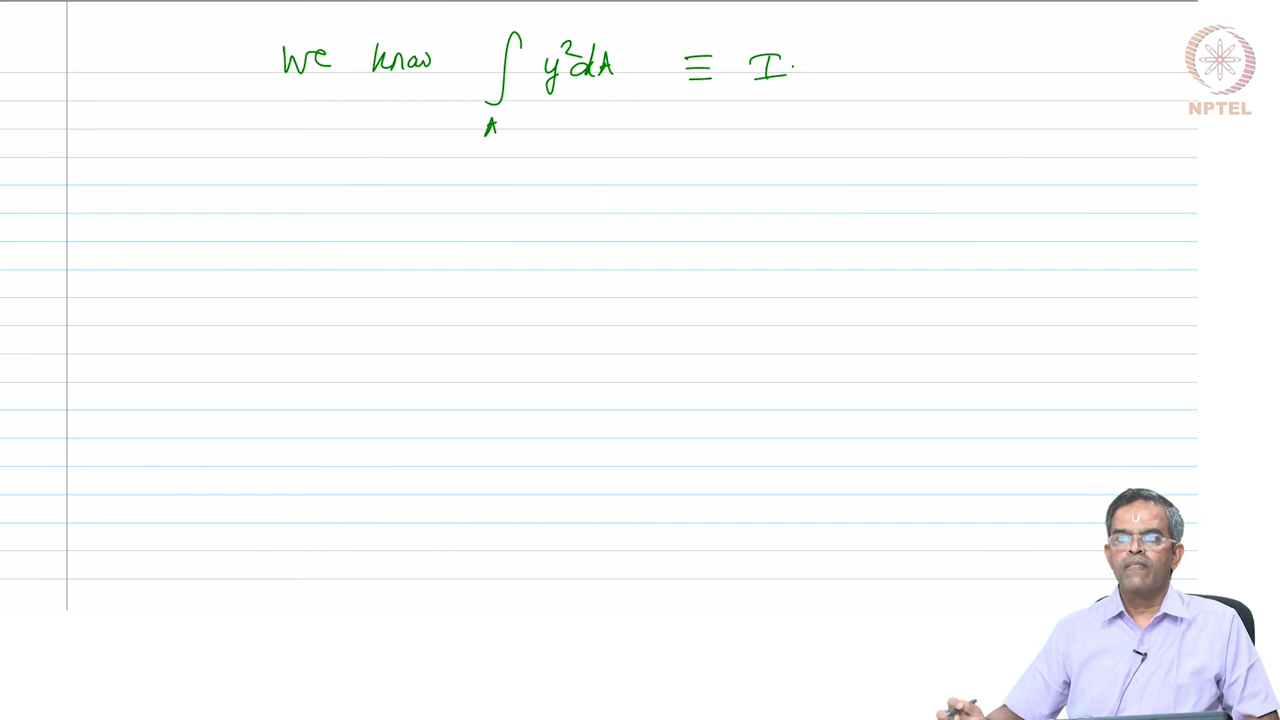 We know ∫_A y²dA ≡ I.
NPTEL